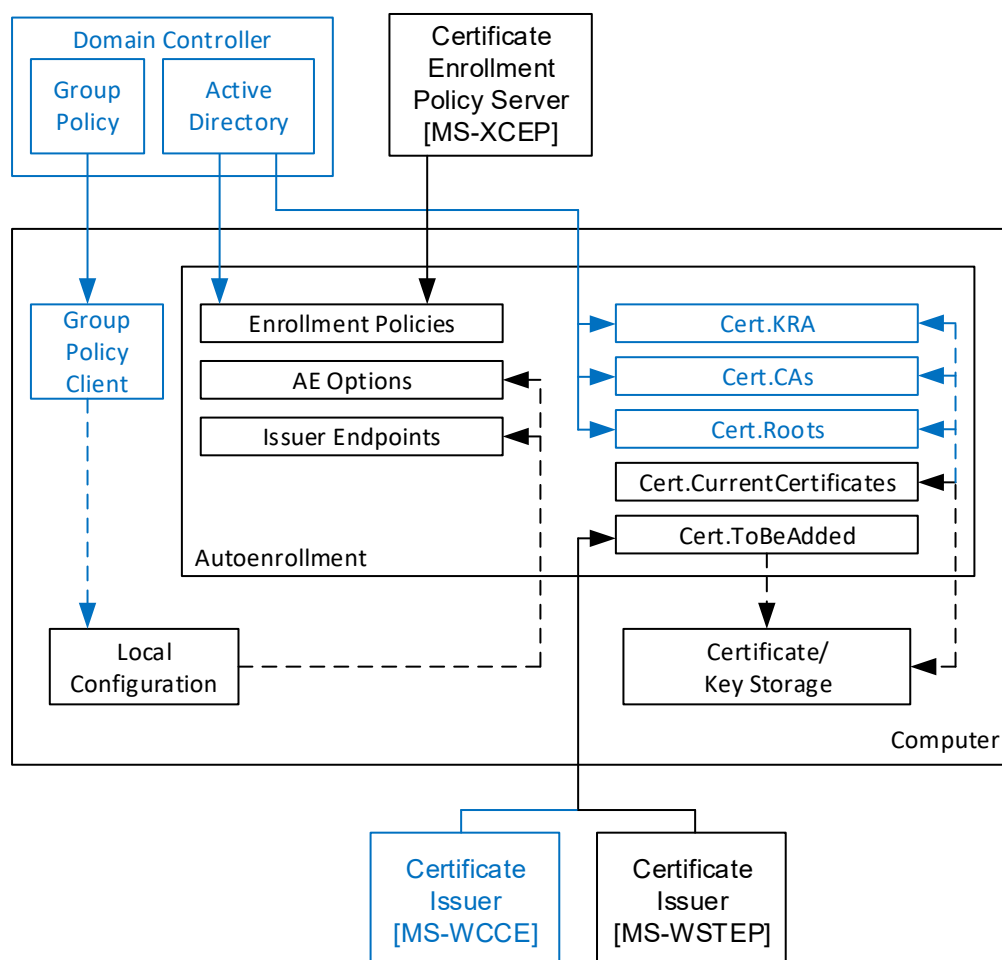 Domain Controller
Group
Policy
Active
Directory
Certificate
Enrollment
Policy Server
[MS-XCEP]
Group
Policy
Client
Enrollment Policies
AE Options
Issuer Endpoints
Cert.KRA
Cert.CAs
Cert.Roots
Cert.CurrentCertificates
Cert.ToBeAdded
Autoenrollment
Local
Configuration
Certificate/
Key Storage
Computer
Certificate
Issuer
[MS-WCCE]
Certificate
Issuer
[MS-WSTEP]